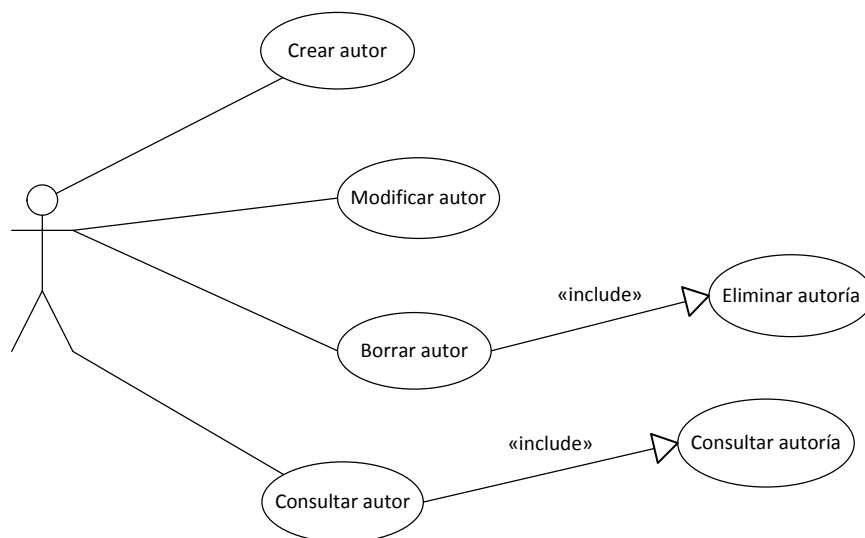 Crear autor
Modificar autor
«include»
Eliminar autoría
Borrar autor
«include»
Consultar autoría
Consultar autor